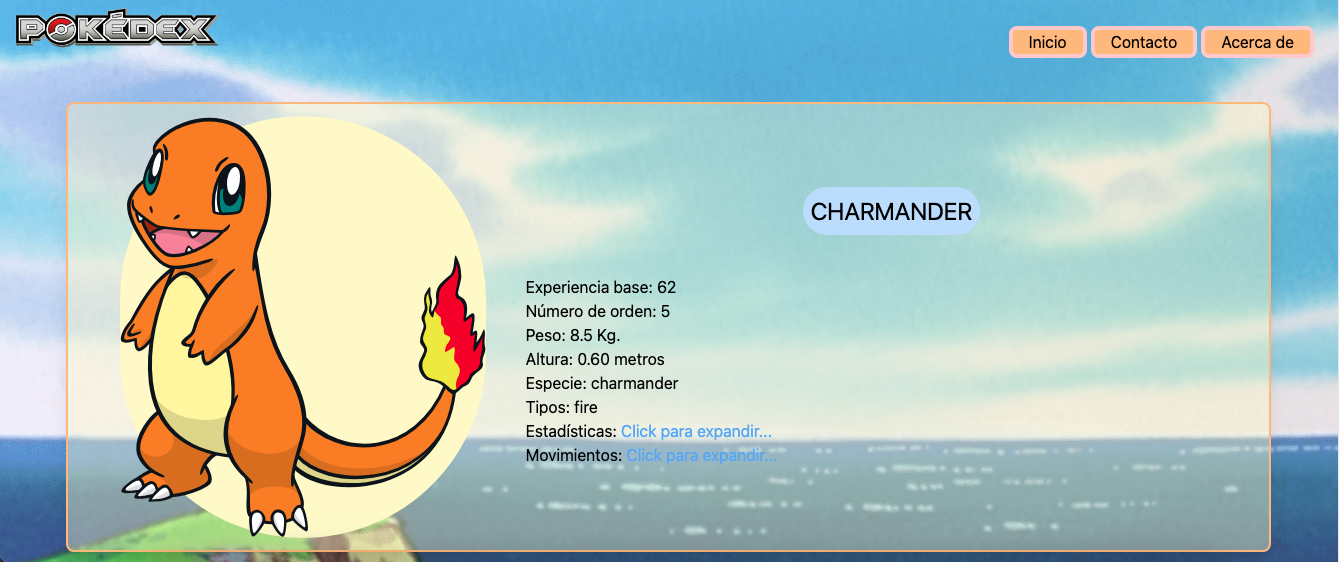 POKÉDEX
Inicio
Contacto
Acerca de
CHARMANDER
Experiencia base: 62
Número de orden: 5
Peso: 8.5 Kg.
Altura: 0.60 metros
Especie: charmander
Tipos: fire
Estadísticas: Click para expandir...
Movimientos: Click para expandir...